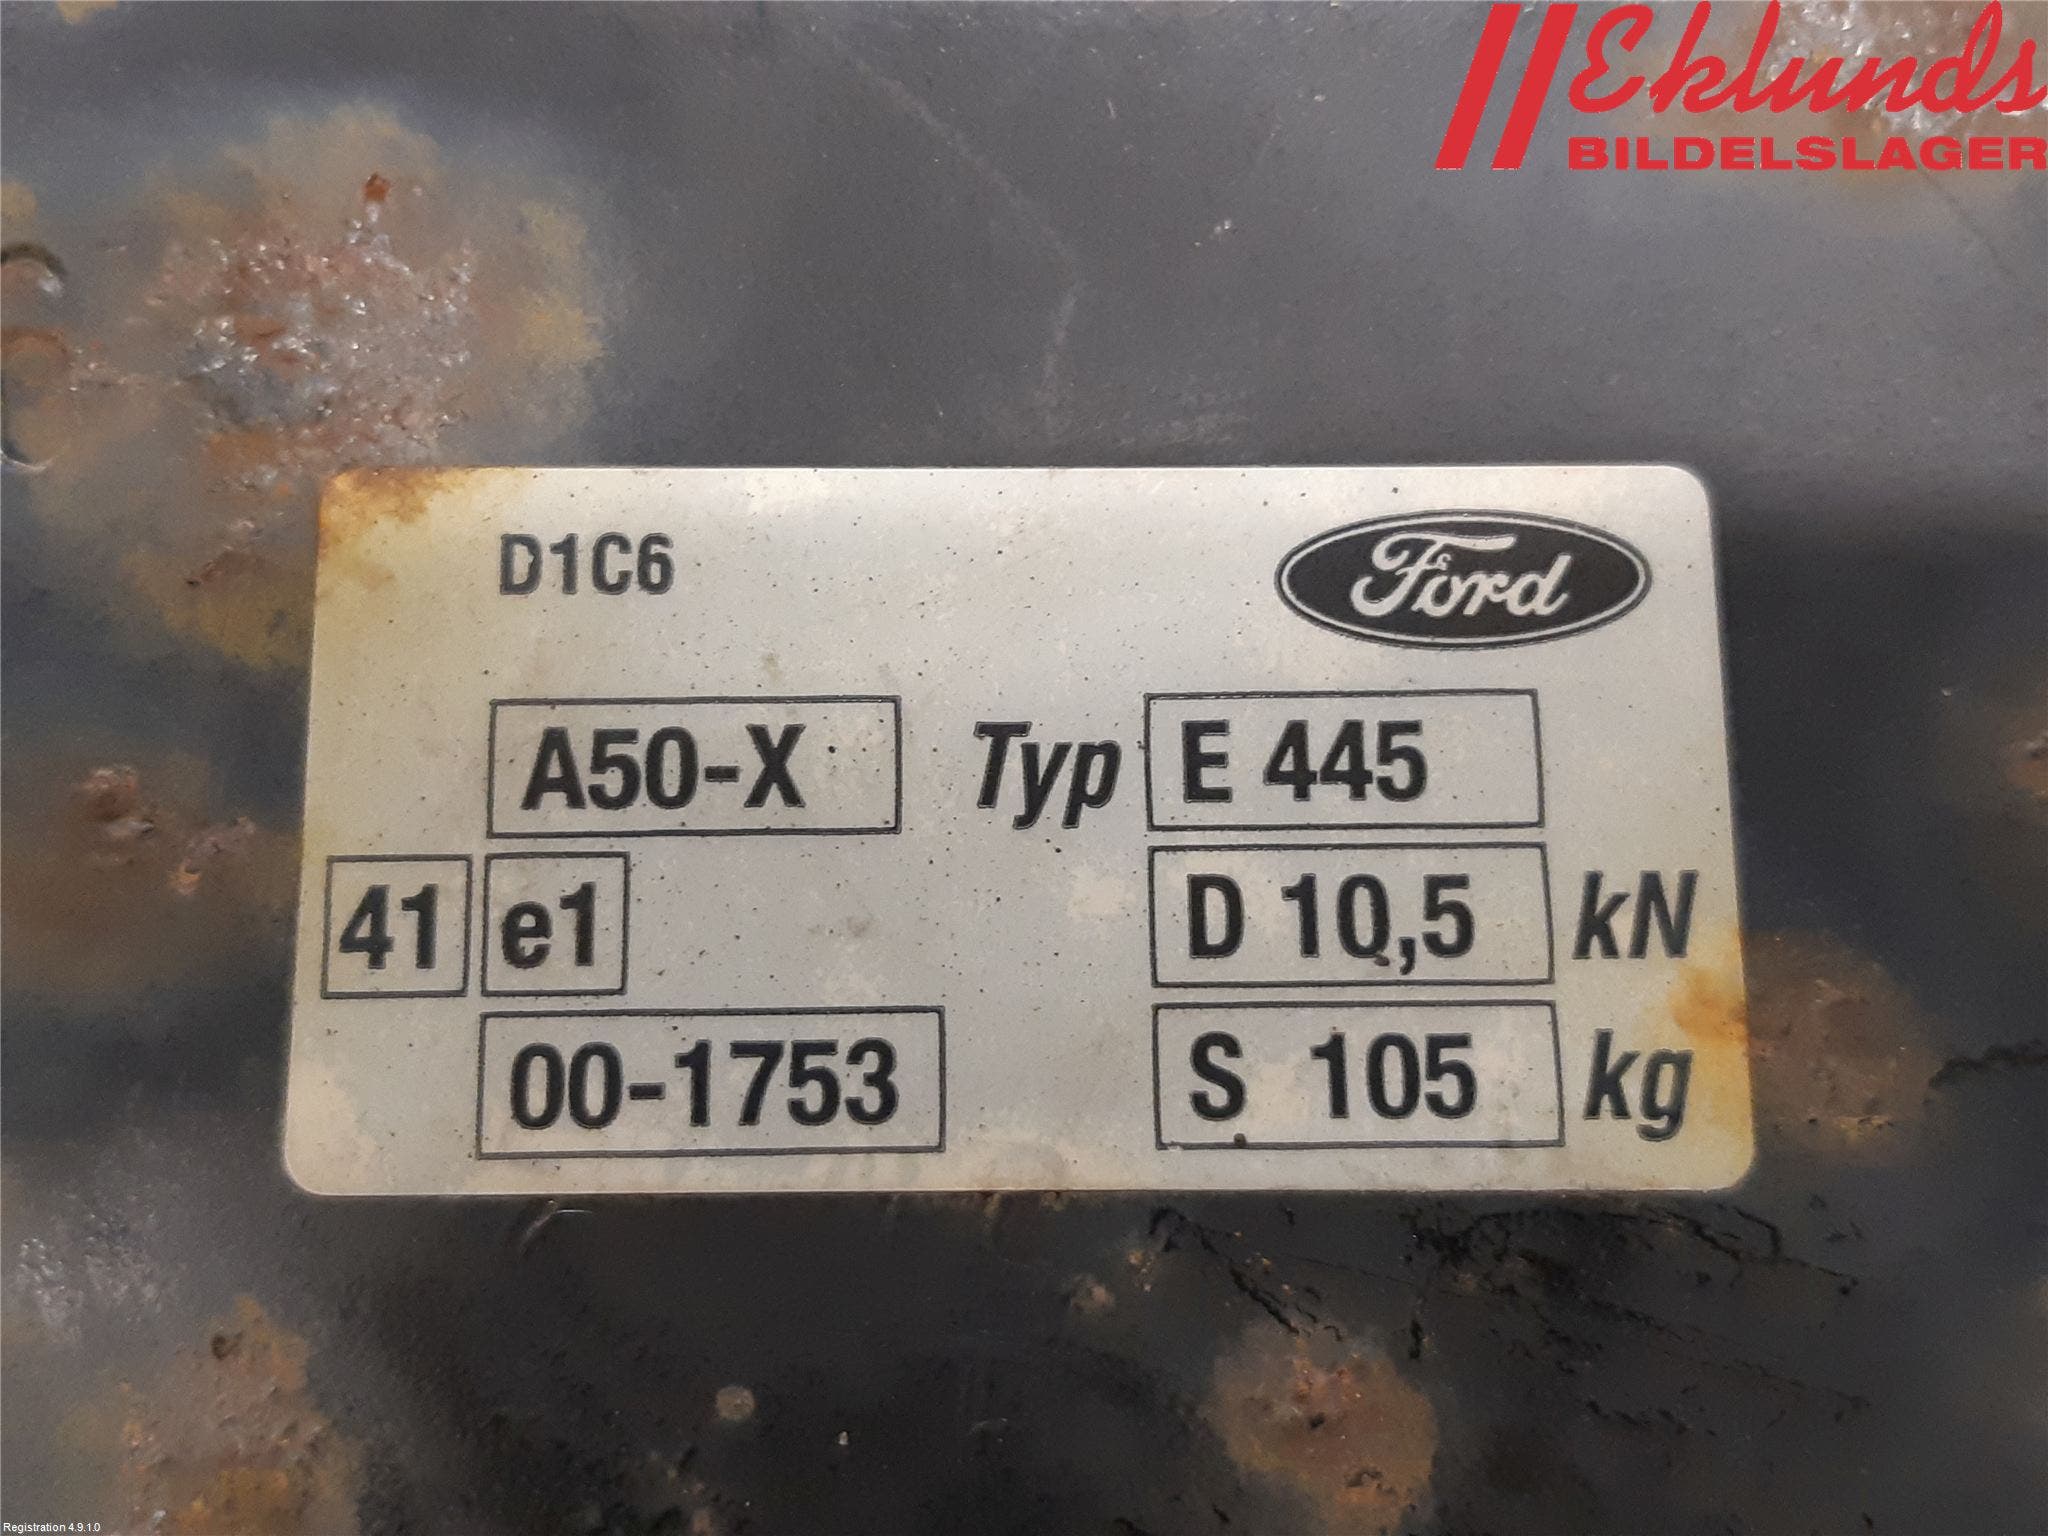 Eklunds
BILDELSLAGER
D1C6
Ford
A50-X Typ E 445
41 e1 D 10,5 kN
00-1753 S 105 kg
Registration 4.9.1.0